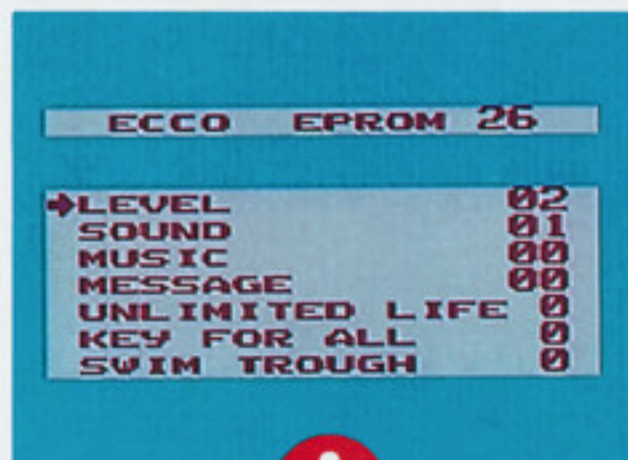 ECCO EPROM 26
LEVEL 02
SOUND 01
MUSIC 00
MESSAGE 00
UNLIMITED LIFE 0
KEY FOR ALL 0
SWIM TROUGH 0